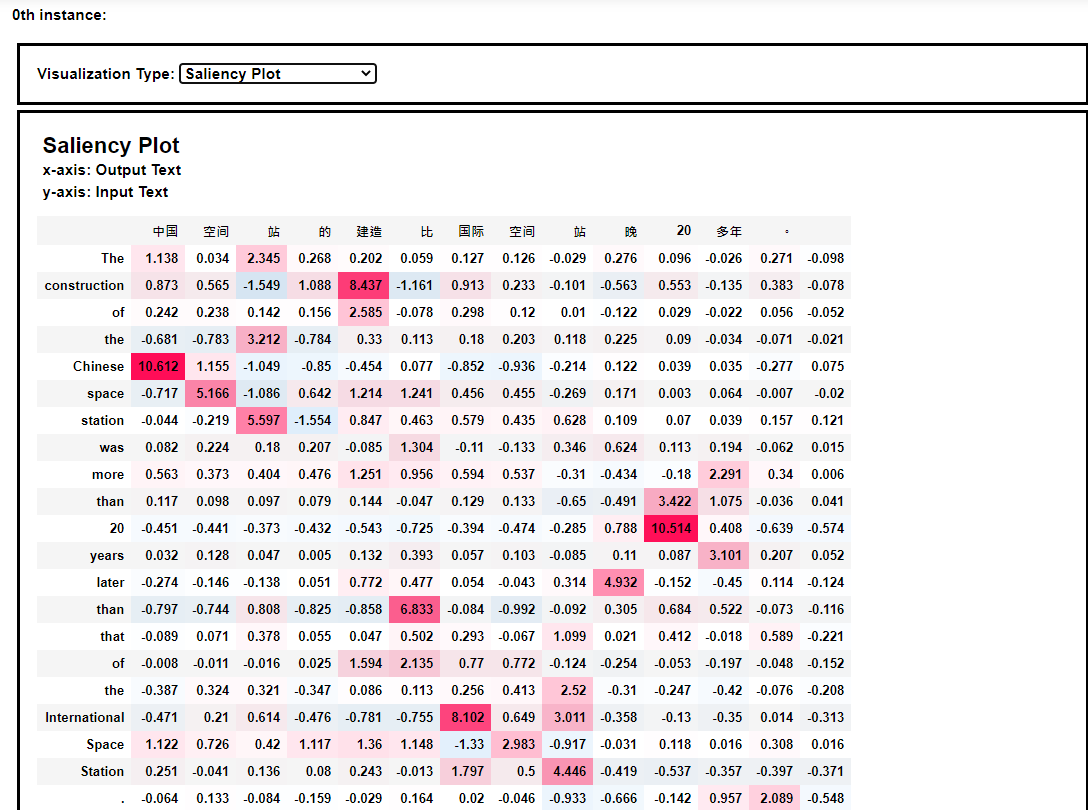 0th instance:
Visualization Type: Saliency Plot
Saliency Plot
x-axis: Output Text
y-axis: Input Text
中国 空间 站 的 建造 比 国际 空间 站 晚 20 多年 。
The 1.138 0.034 2.345 0.268 0.202 0.059 0.127 0.126 -0.029 0.276 0.096 -0.026 0.271 -0.098
construction 0.873 0.565 -1.549 1.088 8.437 -1.161 0.913 0.233 -0.101 -0.563 0.553 -0.135 0.383 -0.078
of 0.242 0.238 0.142 0.156 2.585 -0.078 0.298 0.12 0.01 -0.122 0.029 -0.022 0.056 -0.052
the -0.681 -0.783 3.212 -0.784 0.33 0.113 0.18 0.203 0.118 0.225 0.09 -0.034 -0.071 -0.021
Chinese 10.612 1.155 -1.049 -0.85 -0.454 0.077 -0.852 -0.936 -0.214 0.122 0.039 0.035 -0.277 0.075
space -0.717 5.166 -1.086 0.642 1.214 1.241 0.456 0.455 -0.269 0.171 0.003 0.064 -0.007 -0.02
station -0.044 -0.219 5.597 -1.554 0.847 0.463 0.579 0.435 0.628 0.109 0.07 0.039 0.157 0.121
was 0.082 0.224 0.18 0.207 -0.085 1.304 -0.11 -0.133 0.346 0.624 0.113 0.194 -0.062 0.015
more 0.563 0.373 0.404 0.476 1.251 0.956 0.594 0.537 -0.31 -0.434 -0.18 2.291 0.34 0.006
than 0.117 0.098 0.097 0.079 0.144 -0.047 0.129 0.133 -0.65 -0.491 3.422 1.075 -0.036 0.041
20 -0.451 -0.441 -0.373 -0.432 -0.543 -0.725 -0.394 -0.474 -0.285 0.788 10.514 0.408 -0.639 -0.574
years 0.032 0.128 0.047 0.005 0.132 0.393 0.057 0.103 -0.085 0.11 0.087 3.101 0.207 0.052
later -0.274 -0.146 -0.138 0.051 0.772 0.477 0.054 -0.043 0.314 4.932 -0.152 -0.45 0.114 -0.124
than -0.797 -0.744 0.808 -0.825 -0.858 6.833 -0.084 -0.992 -0.092 0.305 0.684 0.522 -0.073 -0.116
that -0.089 0.071 0.378 0.055 0.047 0.502 0.293 -0.067 1.099 0.021 0.412 -0.018 0.589 -0.221
of -0.008 -0.011 -0.016 0.025 1.594 2.135 0.77 0.772 -0.124 -0.254 -0.053 -0.197 -0.048 -0.152
the -0.387 0.324 0.321 -0.347 0.086 0.113 0.256 0.413 2.52 -0.31 -0.247 -0.42 -0.076 -0.208
International -0.471 0.21 0.614 -0.476 -0.781 -0.755 8.102 0.649 3.011 -0.358 -0.13 -0.35 0.014 -0.313
Space 1.122 0.726 0.42 1.117 1.36 1.148 -1.33 2.983 -0.917 -0.031 0.118 0.016 0.308 0.016
Station 0.251 -0.041 0.136 0.08 0.243 -0.013 1.797 0.5 4.446 -0.419 -0.537 -0.357 -0.397 -0.371
. -0.064 0.133 -0.084 -0.159 -0.029 0.164 0.02 -0.046 -0.933 -0.666 -0.142 0.957 2.089 -0.548